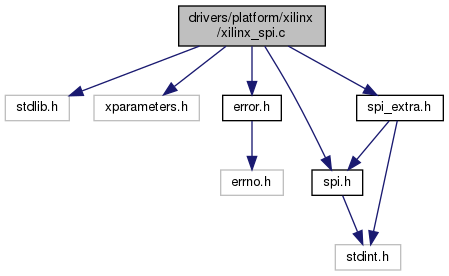 drivers/platform/xilinx
/xilinx_spi.c
stdlib.h
xparameters.h
error.h
spi_extra.h
errno.h
spi.h
stdint.h